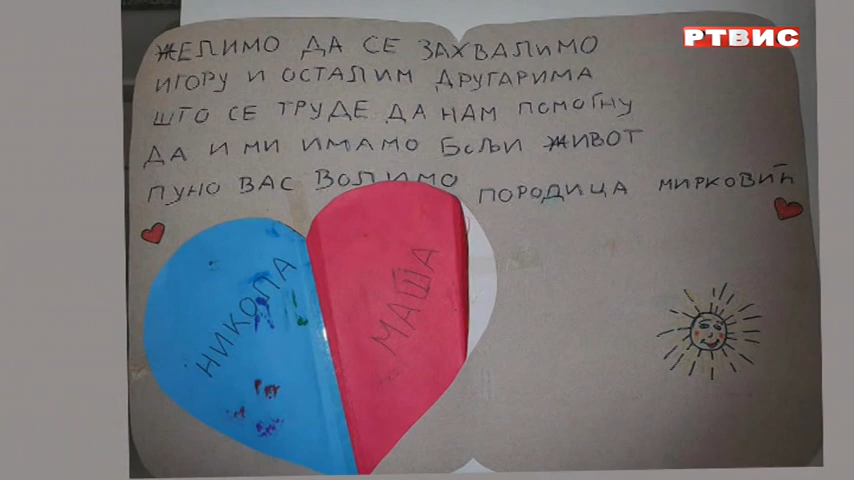 РТВИС
ЖЕЛИМО ДА СЕ ЗАХВАЛИМО
ИГОРУ И ОСТАЛИМ ДРУГАРИМА
ШТО СЕ ТРУДЕ ДА НАМ ПОМОГНУ
ДА И МИ ИМАМО БОЉИ ЖИВОТ
ПУНО ВАС ВОЛИМО ПОРОДИЦА МИРКОВИЋ
НИКОЛА
МАША